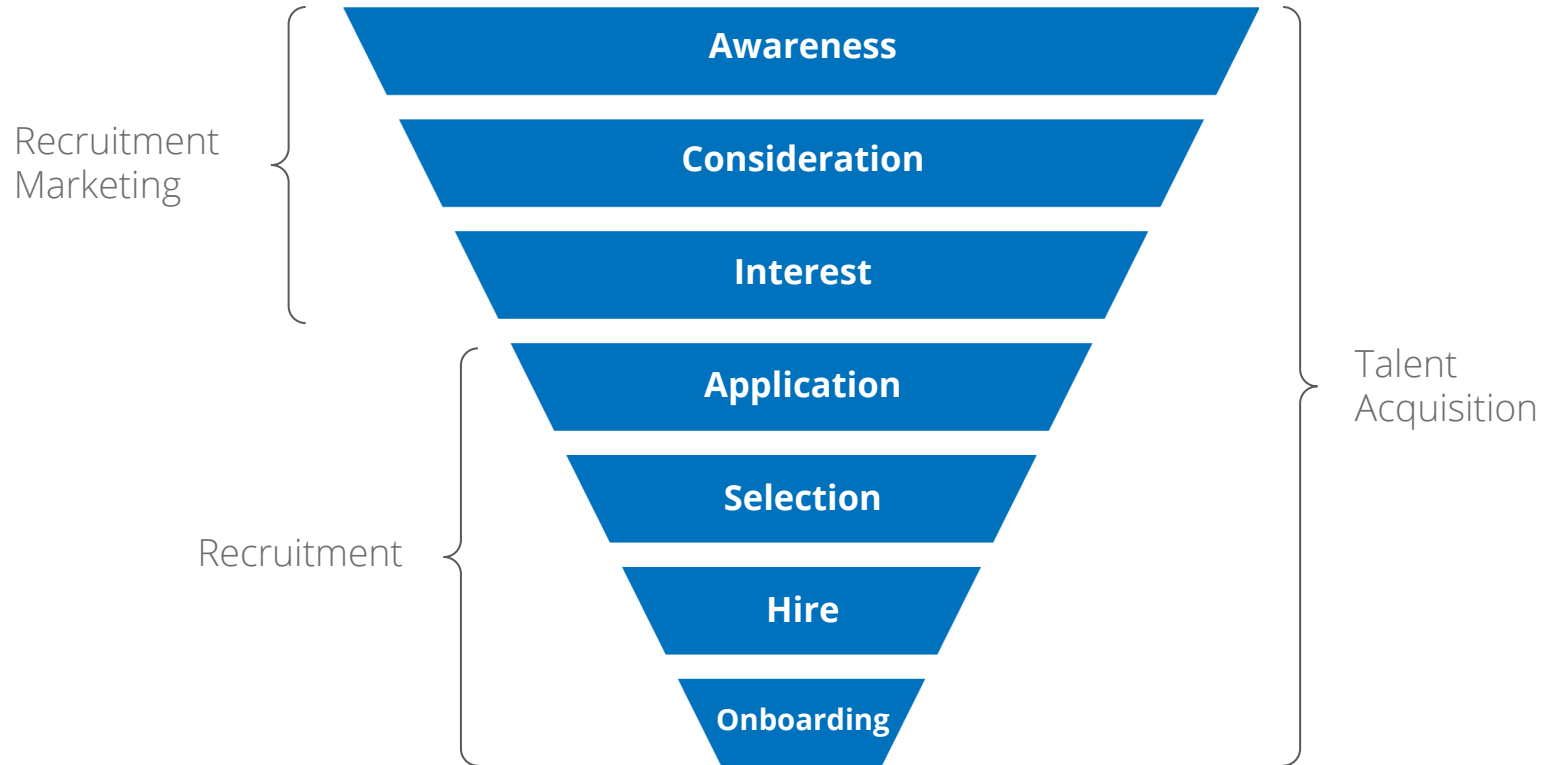 Awareness
Recruitment
Marketing
Consideration
Interest
Application
Talent
Acquisition
Selection
Recruitment
Hire
Onboarding